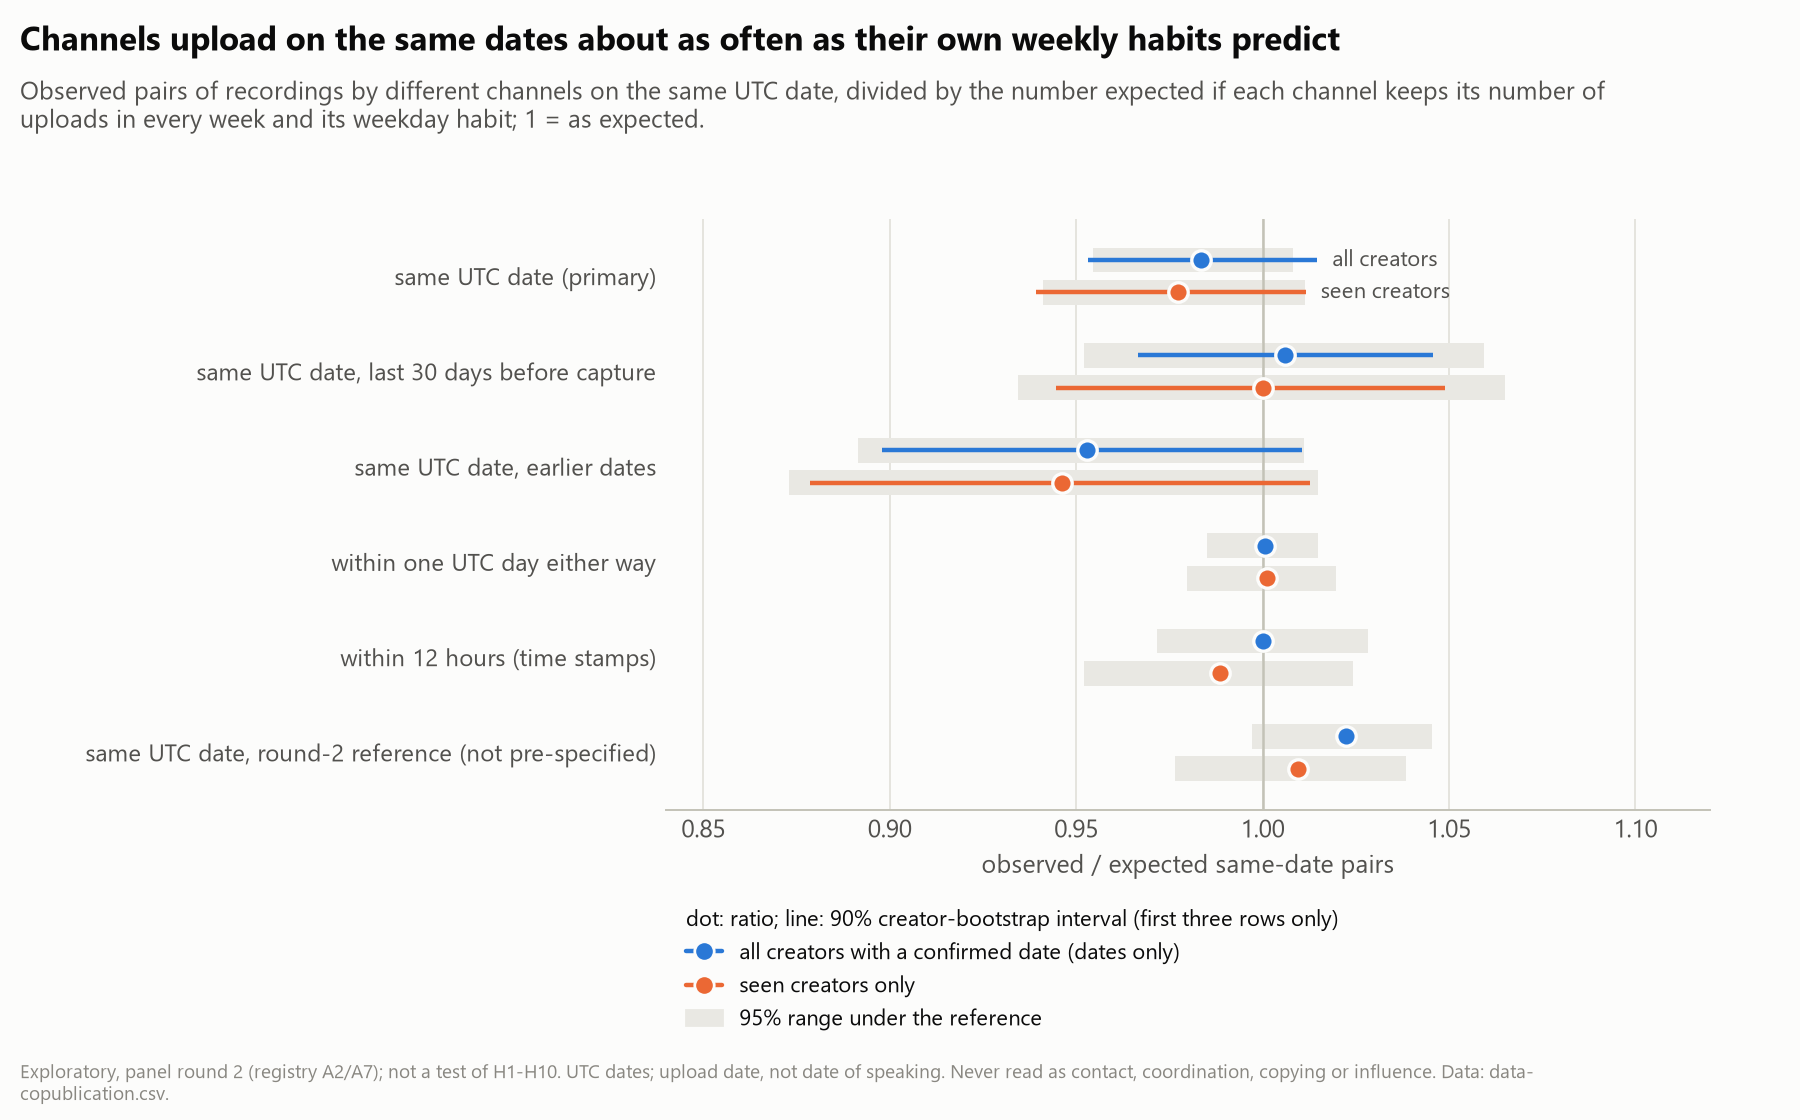 Channels upload on the same dates about as often as their own weekly habits predict
Observed pairs of recordings by different channels on the same UTC date, divided by the number expected if each channel keeps its number of
uploads in every week and its weekday habit; 1 = as expected.
same UTC date (primary)
all creators
seen creators
same UTC date, last 30 days before capture
same UTC date, earlier dates
within one UTC day either way
within 12 hours (time stamps)
same UTC date, round-2 reference (not pre-specified)
0.85 0.90 0.95 1.00 1.05 1.10
observed / expected same-date pairs
dot: ratio; line: 90% creator-bootstrap interval (first three rows only)
all creators with a confirmed date (dates only)
seen creators only
95% range under the reference
Exploratory, panel round 2 (registry A2/A7); not a test of H1-H10. UTC dates; upload date, not date of speaking. Never read as contact, coordination, copying or influence. Data: data-
copublication.csv.